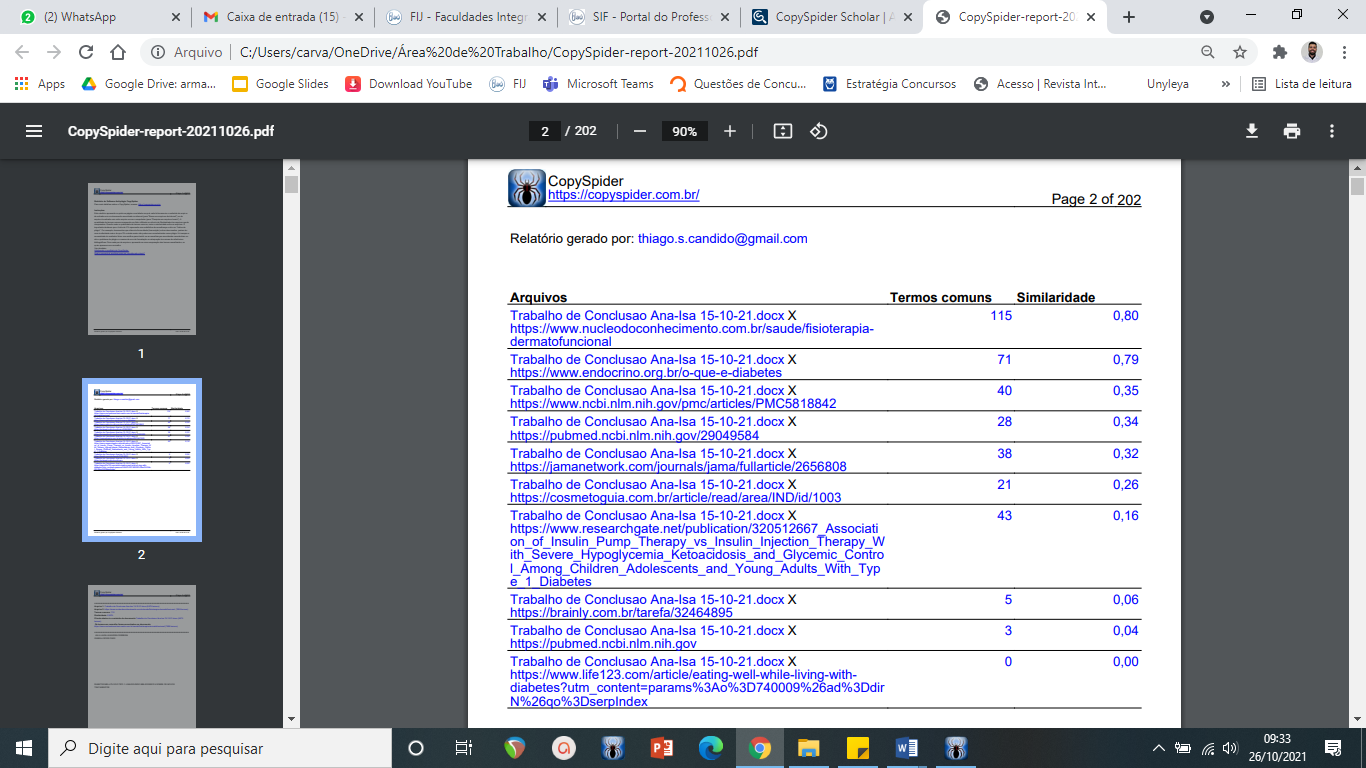 (2) WhatsApp
Caixa de entrada (15) -
FIJ - Faculdades Integr
SIF - Portal do Profess
CopySpider Scholar | A
CopySpider-report-202
Arquivo | C:/Users/carva/OneDrive/Área%20de%20Trabalho/CopySpider-report-20211026.pdf
Apps
Google Drive: arma...
Google Slides
Download YouTube
FIJ
Microsoft Teams
Questões de Concu...
Estratégia Concursos
Acesso | Revista Int...
Unyleya
»
Lista de leitura
CopySpider-report-20211026.pdf
2 / 202
90%
1
2
CopySpider
https://copyspider.com.br/
Page 2 of 202
Relatório gerado por: thiago.s.candido@gmail.com
Arquivos Termos comuns Similaridade
Trabalho de Conclusao Ana-Isa 15-10-21.docx X 115 0,80
https://www.nucleodoconhecimento.com.br/saude/fisioterapia-
dermatofuncional
Trabalho de Conclusao Ana-Isa 15-10-21.docx X 71 0,79
https://www.endocrino.org.br/o-que-e-diabetes
Trabalho de Conclusao Ana-Isa 15-10-21.docx X 40 0,35
https://www.ncbi.nlm.nih.gov/pmc/articles/PMC5818842
Trabalho de Conclusao Ana-Isa 15-10-21.docx X 28 0,34
https://pubmed.ncbi.nlm.nih.gov/29049584
Trabalho de Conclusao Ana-Isa 15-10-21.docx X 38 0,32
https://jamanetwork.com/journals/jama/fullarticle/2656808
Trabalho de Conclusao Ana-Isa 15-10-21.docx X 21 0,26
https://cosmetoguia.com.br/article/read/area/IND/id/1003
Trabalho de Conclusao Ana-Isa 15-10-21.docx X 43 0,16
https://www.researchgate.net/publication/320512667_Associati
on_of_Insulin_Pump_Therapy_vs_Insulin_Injection_Therapy_W
ith_Severe_Hypoglycemia_Ketoacidosis_and_Glycemic_Contro
l_Among_Children_Adolescents_and_Young_Adults_With_Typ
e_1_Diabetes
Trabalho de Conclusao Ana-Isa 15-10-21.docx X 5 0,06
https://brainly.com.br/tarefa/32464895
Trabalho de Conclusao Ana-Isa 15-10-21.docx X 3 0,04
https://pubmed.ncbi.nlm.nih.gov
Trabalho de Conclusao Ana-Isa 15-10-21.docx X 0 0,00
https://www.life123.com/article/eating-well-while-living-with-
diabetes?utm_content=params%3Ao%3D740009%26ad%3Ddir
N%26qo%3DserpIndex
Digite aqui para pesquisar
09:33
26/10/2021